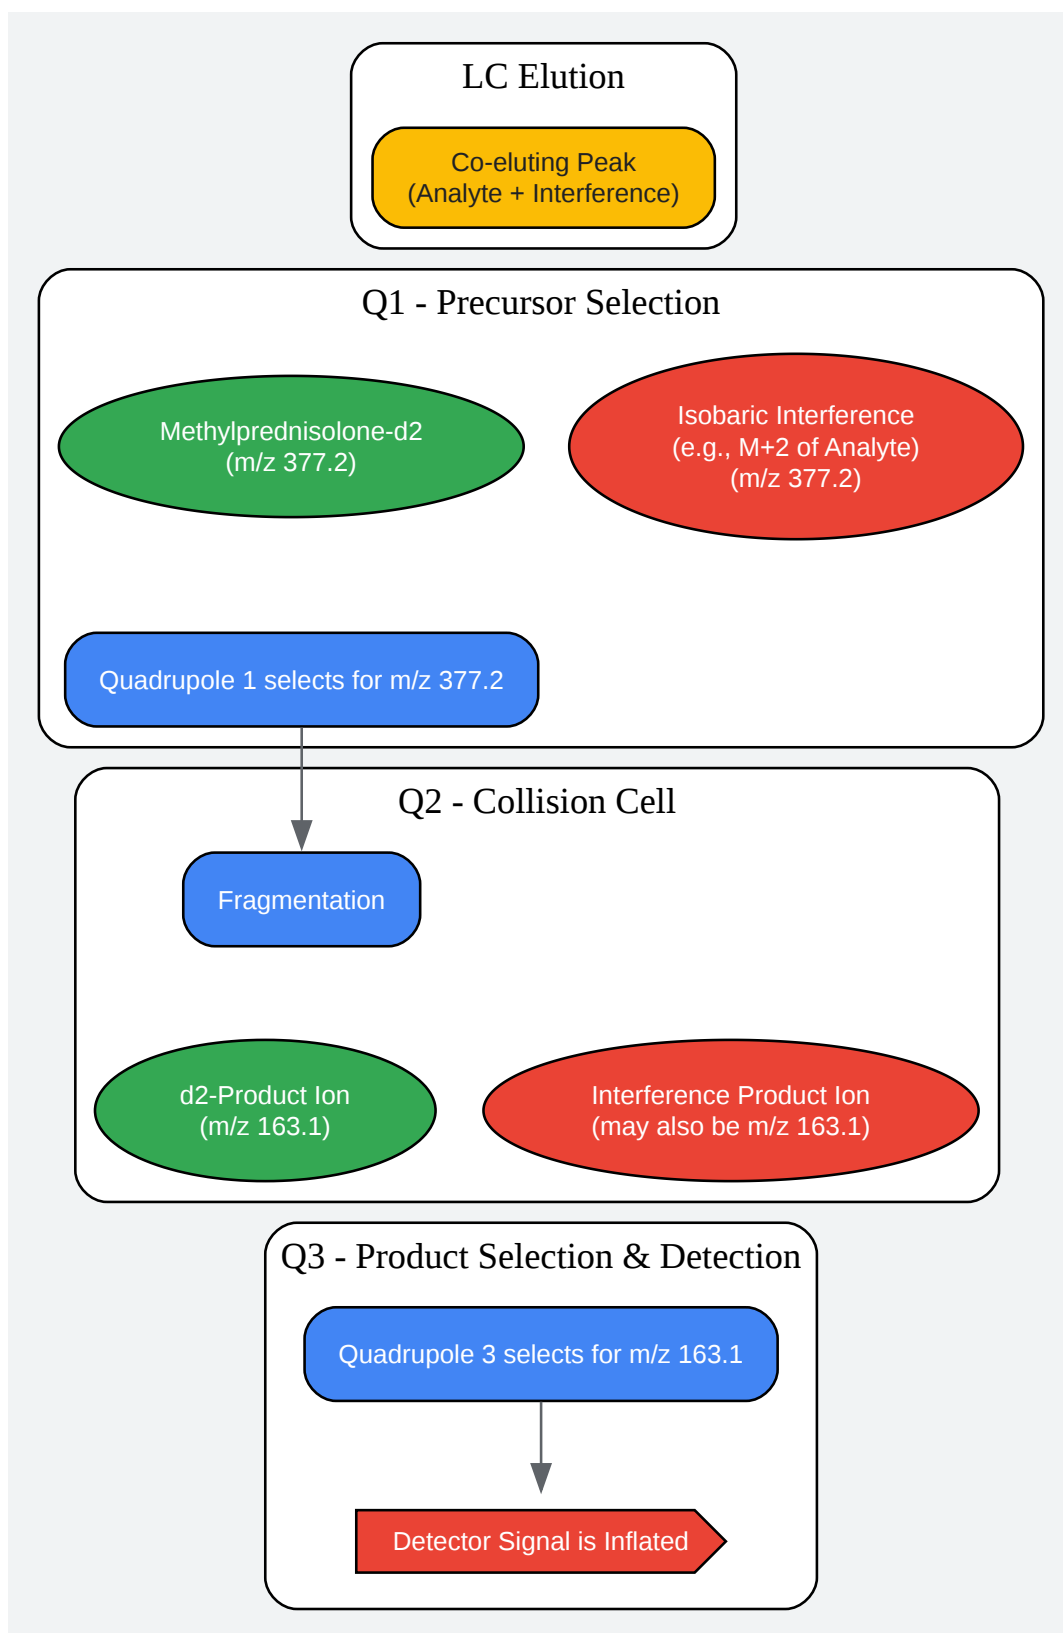 LC Elution
Co-eluting Peak
(Analyte + Interference)
Q1 - Precursor Selection
Methylprednisolone-d2
(m/z 377.2)
Isobaric Interference
(e.g., M+2 of Analyte)
(m/z 377.2)
Quadrupole 1 selects for m/z 377.2
Q2 - Collision Cell
Fragmentation
d2-Product Ion
(m/z 163.1)
Interference Product Ion
(may also be m/z 163.1)
Q3 - Product Selection & Detection
Quadrupole 3 selects for m/z 163.1
Detector Signal is Inflated